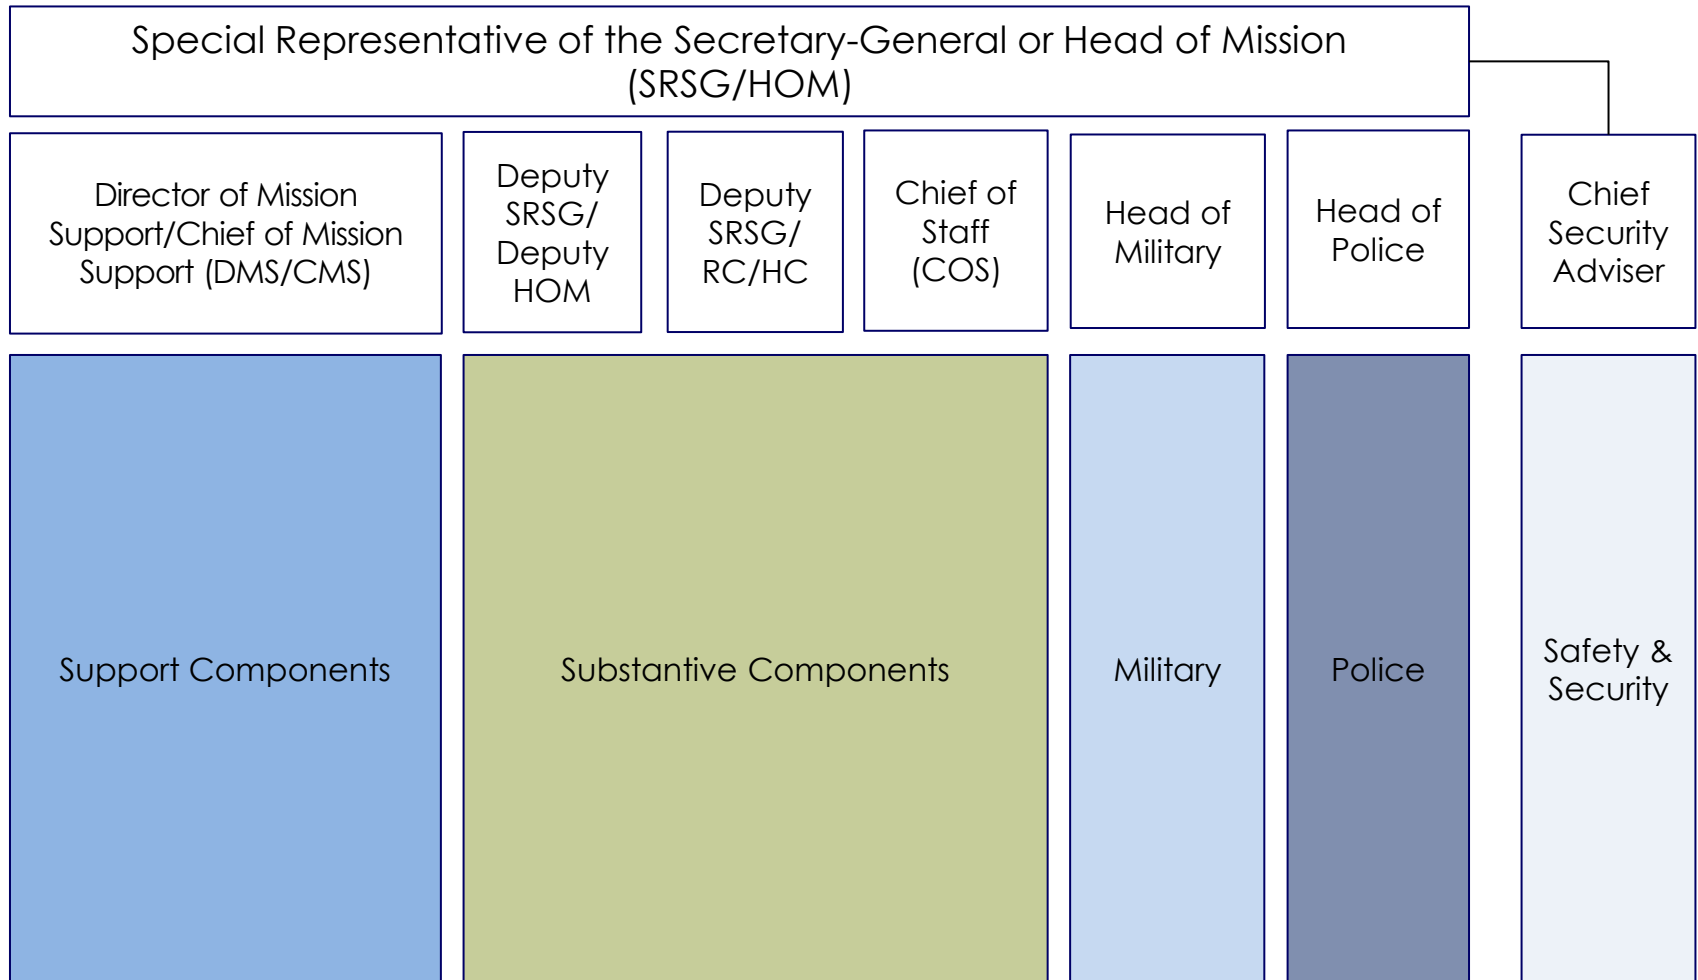 Special Representative of the Secretary-General or Head of Mission
(SRSG/HOM)
Director of Mission
Support/Chief of Mission
Support (DMS/CMS)
Deputy
SRSG/
Deputy
HOM
Deputy
SRSG/
RC/HC
Chief of
Staff
(COS)
Head of
Military
Head of
Police
Chief
Security
Adviser
Support Components
Substantive Components
Military
Police
Safety &
Security